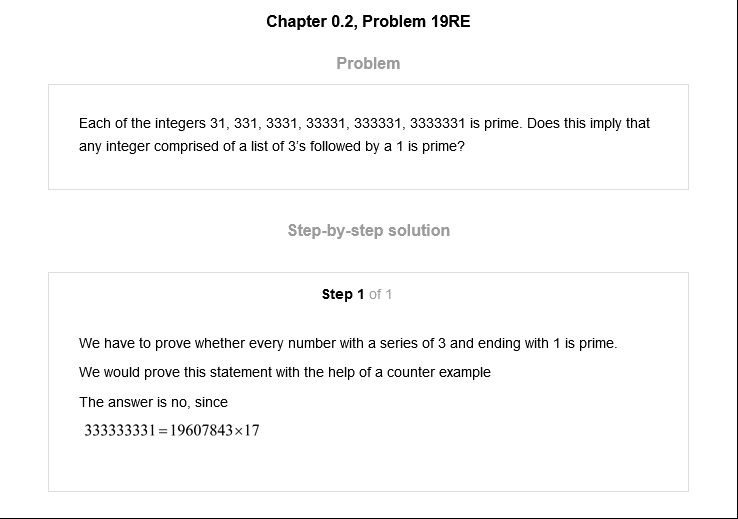 Chapter 0.2, Problem 19RE
Problem
Each of the integers 31, 331, 3331, 33331, 333331, 3333331 is prime. Does this imply that
any integer comprised of a list of 3's followed by a 1 is prime?
Step-by-step solution
Step 1 of 1
We have to prove whether every number with a series of 3 and ending with 1 is prime.
We would prove this statement with the help of a counter example
The answer is no, since
333333331=19607843×17